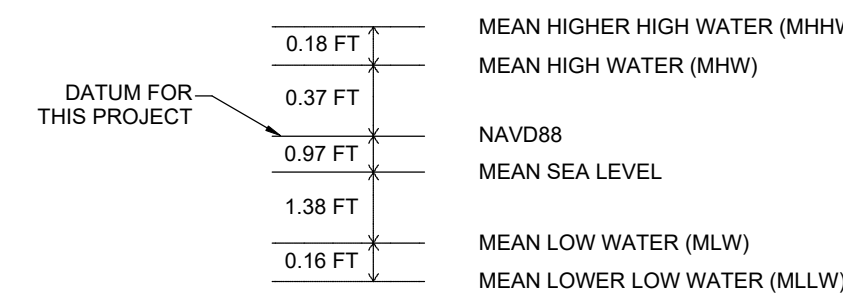 MEAN HIGHER HIGH WATER (MHHW
0.18 FT
MEAN HIGH WATER (MHW)
DATUM FOR
THIS PROJECT
0.37 FT
NAVD88
0.97 FT
MEAN SEA LEVEL
1.38 FT
MEAN LOW WATER (MLW)
0.16 FT
MEAN LOWER LOW WATER (MLLW)